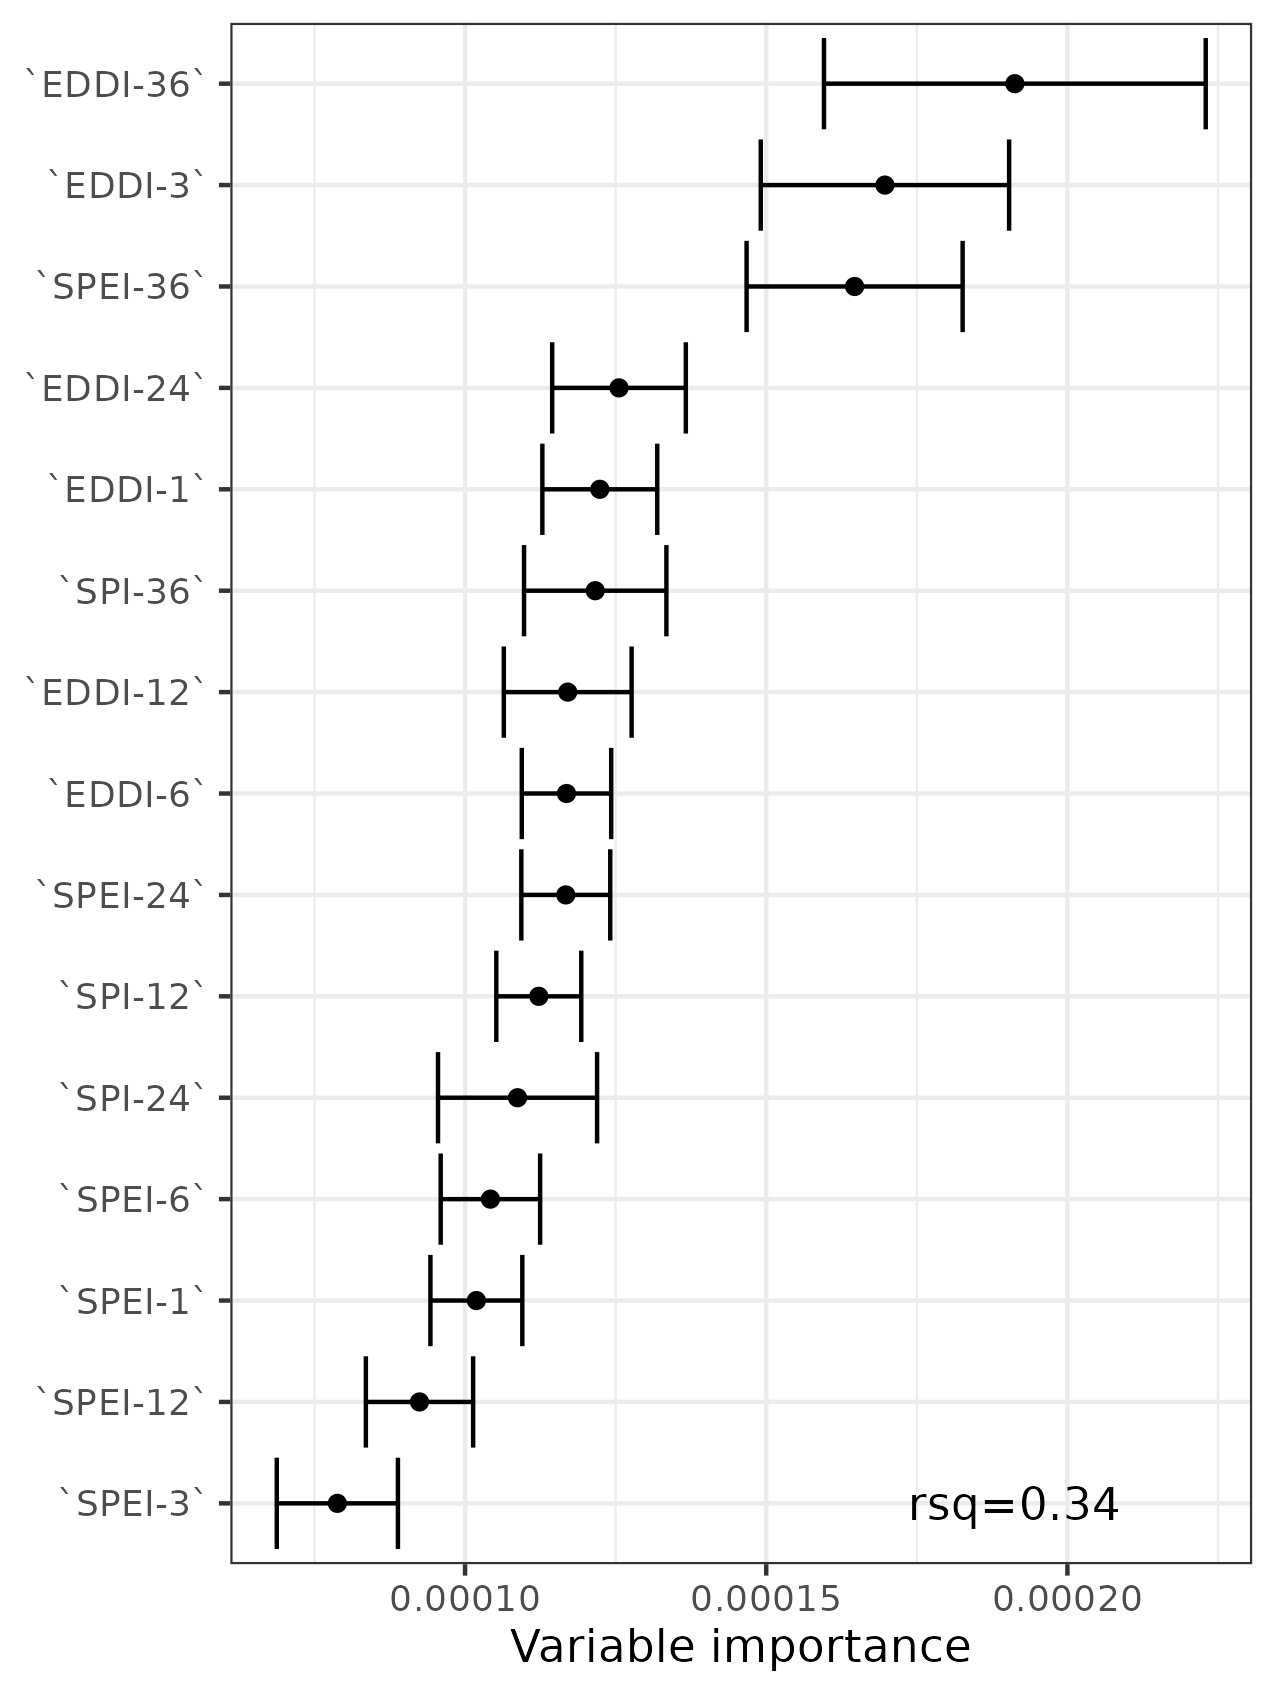 `EDDI-36`
`EDDI-3`
`SPEI-36`
`EDDI-24`
`EDDI-1`
`SPI-36`
`EDDI-12`
`EDDI-6`
`SPEI-24`
`SPI-12`
`SPI-24`
`SPEI-6`
`SPEI-1`
`SPEI-12`
`SPEI-3`
rsq=0.34
0.00010 0.00015 0.00020
Variable importance